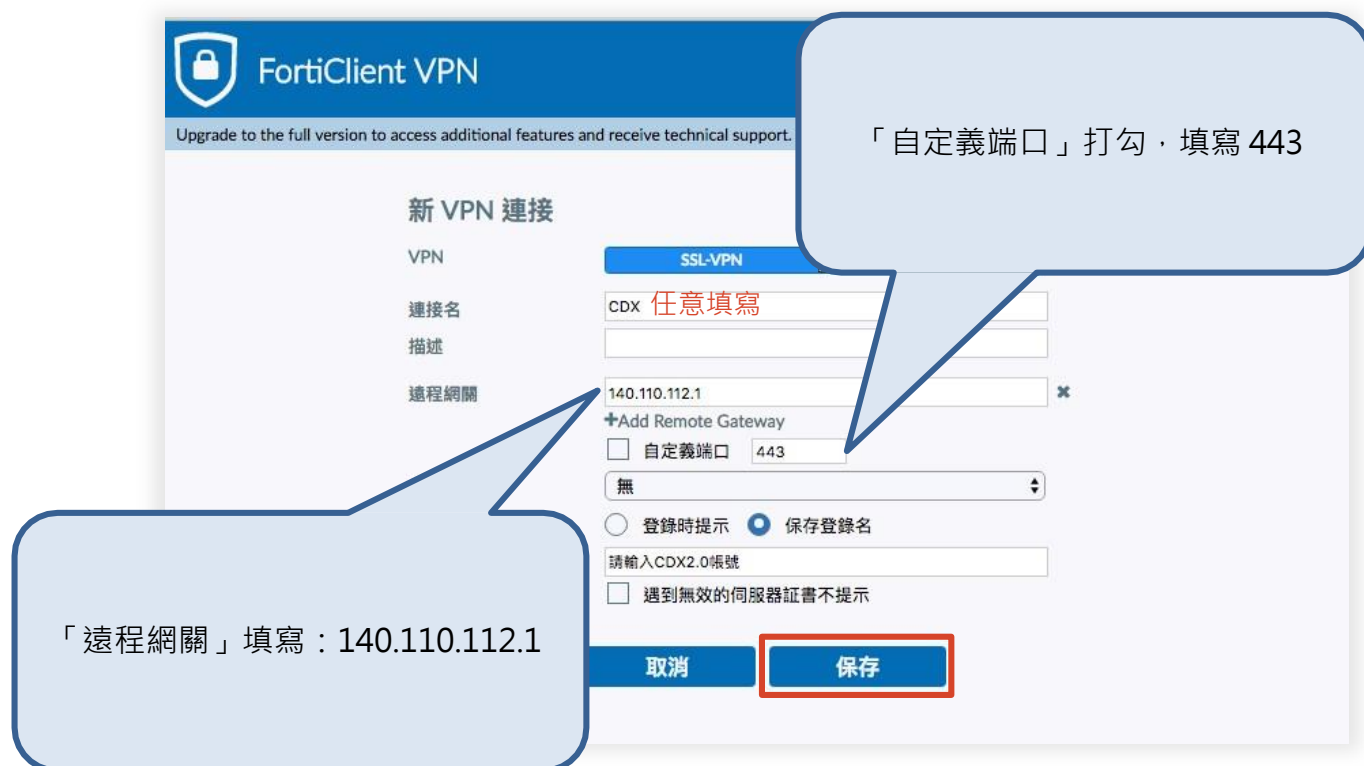 FortiClient VPN
Upgrade to the full version to access additional features and receive technical support.
「自定義端口」打勾，填寫 443
新 VPN 連接
VPN
SSL-VPN
連接名
CDX 任意填寫
描述
遠程網關
140.110.112.1
+Add Remote Gateway
自定義端口 443
無
登錄時提示 保存登錄名
請輸入CDX2.0帳號
遇到無效的伺服器証書不提示
「遠程網關」填寫：140.110.112.1
取消 保存